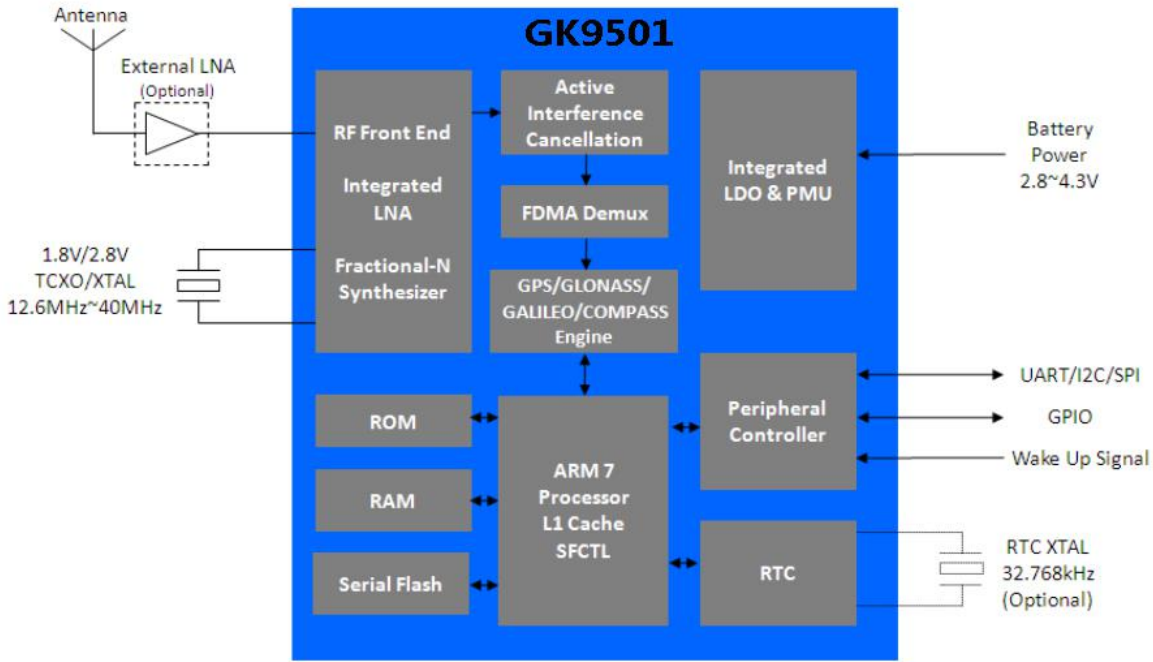 GK9501
Antenna
External LNA
(Optional)
RF Front End
Integrated
LNA
Fractional-N
Synthesizer
Active
Interference
Cancellation
FDMA Demux
GPS/GLONASS/
GALILEO/COMPASS
Engine
Integrated
LDO & PMU
Battery
Power
2.8~4.3V
1.8V/2.8V
TCXO/XTAL
12.6MHz~40MHz
ROM
RAM
Serial Flash
ARM 7
Processor
L1 Cache
SFCTL
Peripheral
Controller
UART/I2C/SPI
GPIO
Wake Up Signal
RTC
RTC XTAL
32.768kHz
(Optional)